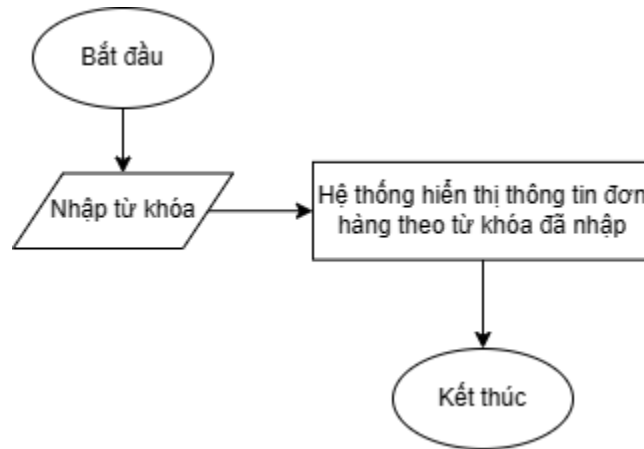 Bắt đầu
Nhập từ khóa
Hệ thống hiển thị thông tin đơn
hàng theo từ khóa đã nhập
Kết thúc